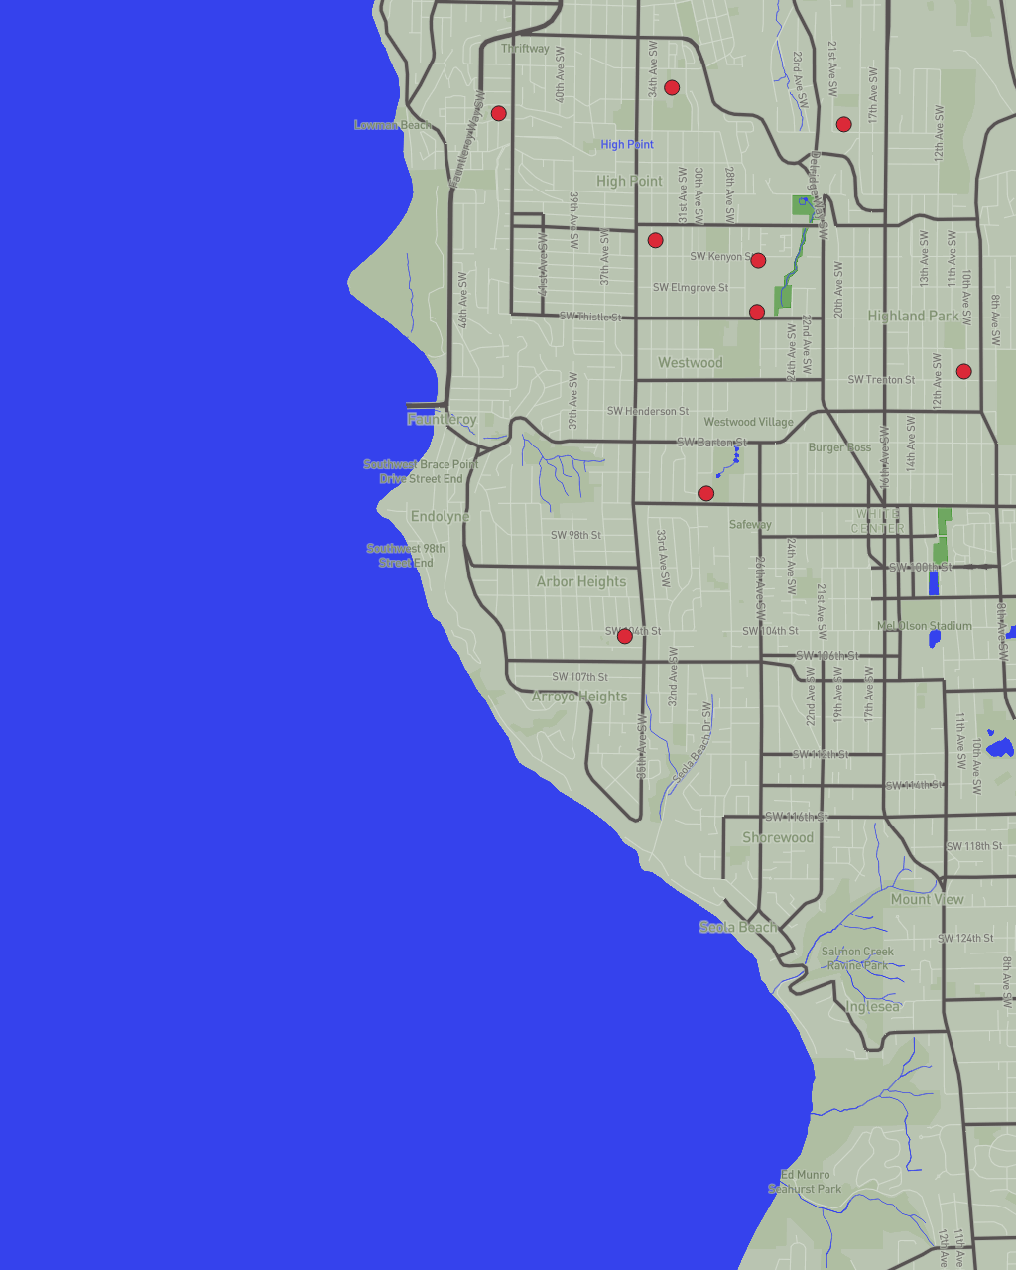 Thriftway
40th Ave SW
34th Ave SW
23rd Ave SW
21st Ave SW
17th Ave SW
12th Ave SW
Lowman Beach
Fauntleroy Way SW
High Point
High Point
31st Ave SW
30th Ave SW
28th Ave SW
Delridge Way SW
36th Ave SW
37th Ave SW
41st Ave SW
46th Ave SW
SW Kenyon St
SW Elmgrove St
SW Thistle St
20th Ave SW
13th Ave SW
11th Ave SW
10th Ave SW
8th Ave SW
Highland Park
24th Ave SW
22nd Ave SW
Westwood
39th Ave SW
SW Trenton St
12th Ave SW
SW Henderson St
Fauntleroy
Westwood Village
SW Barton St
Burger Boss
16th Ave SW
14th Ave SW
Southwest Brace Point
Drive Street End
Endolyne
WHITE
CENTER
Safeway
SW 98th St
33rd Ave SW
26th Ave SW
24th Ave SW
Southwest 98th
Street End
SW 100th St
Arbor Heights
21st Ave SW
SW 104th St
SW 104th St
Mel Olson Stadium
8th Ave SW
SW 106th St
SW 107th St
32nd Ave SW
22nd Ave SW
19th Ave SW
17th Ave SW
Arroyo Heights
35th Ave SW
Seola Beach Dr SW
11th Ave SW
10th Ave SW
SW 112th St
SW 114th St
SW 116th St
Shorewood
SW 118th St
Mount View
Seola Beach
SW 124th St
Salmon Creek
Ravine Park
8th Ave SW
Inglesea
Ed Munro
Seahurst Park
12th Ave
11th Ave